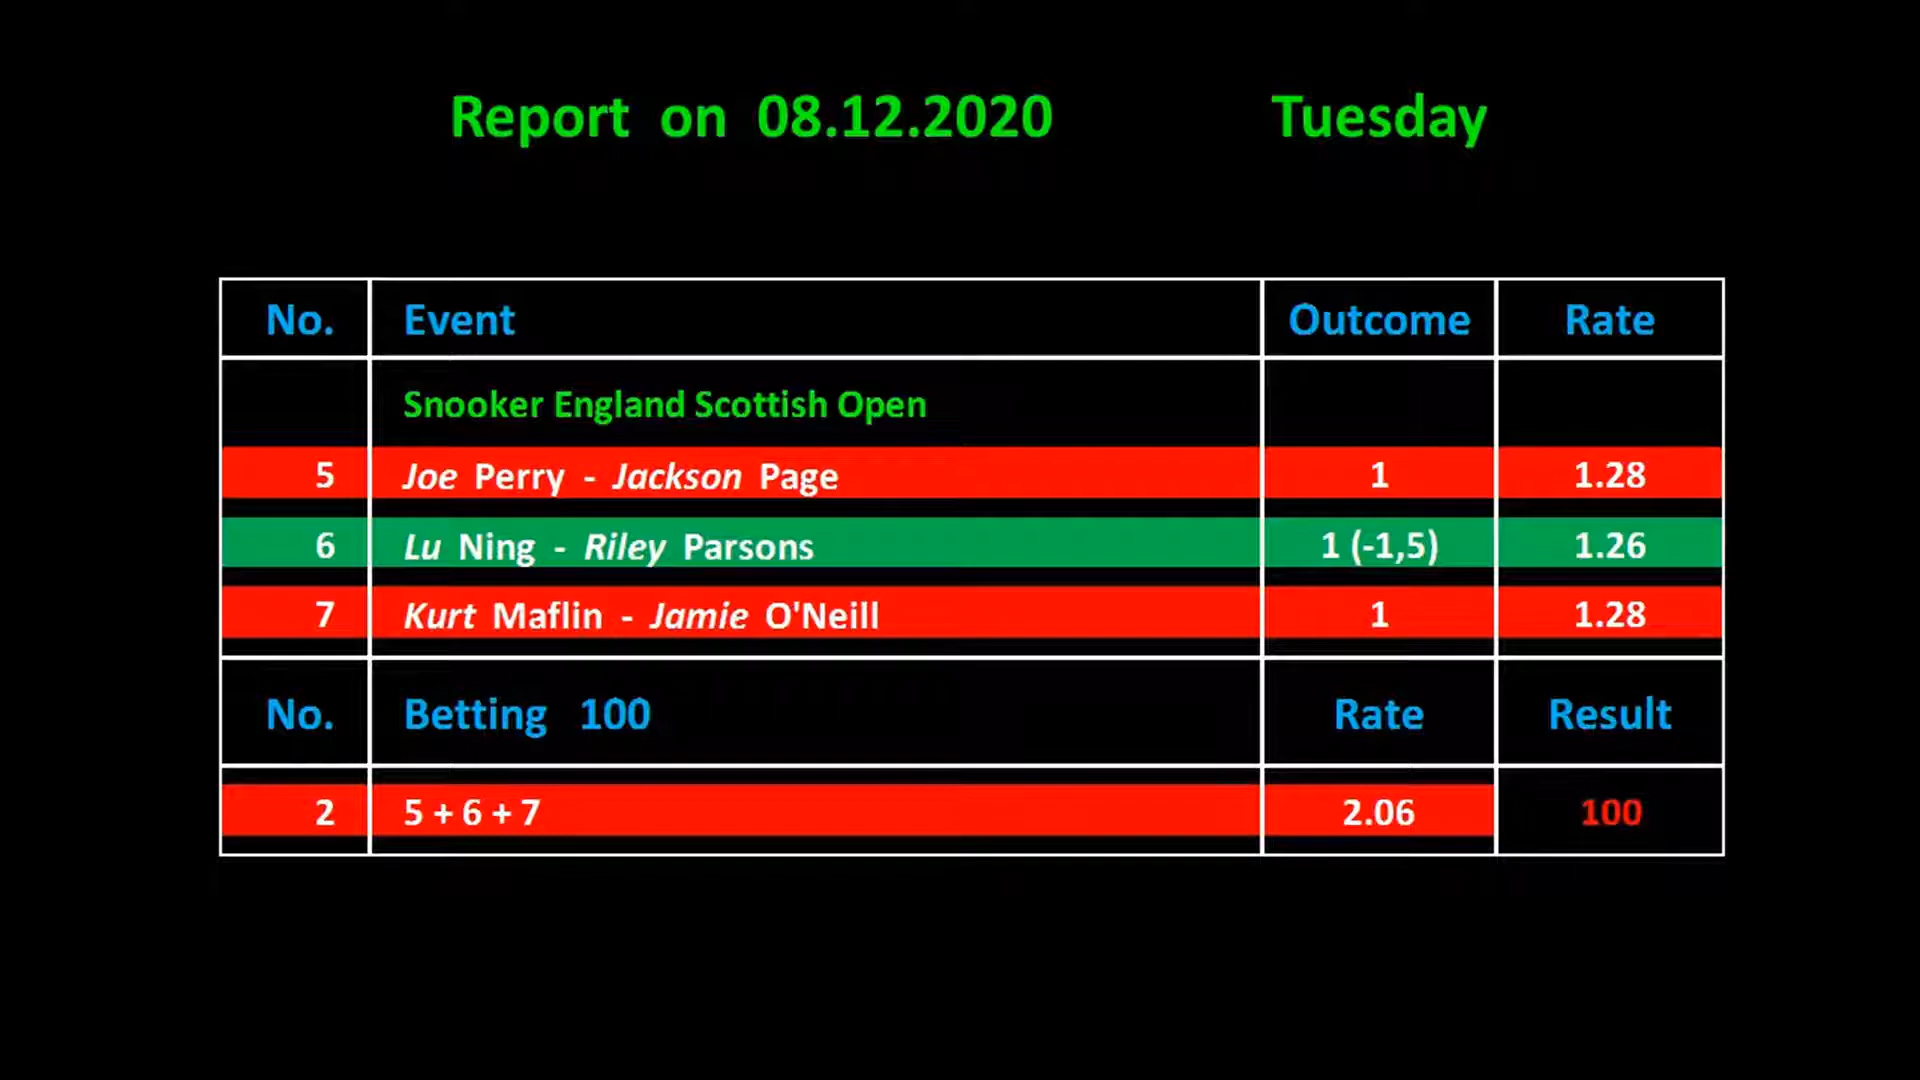 Report on 08.12.2020 Tuesday
No. Event Outcome Rate
Snooker England Scottish Open
5 Joe Perry - Jackson Page 1 1.28
6 Lu Ning - Riley Parsons 1 (-1,5) 1.26
7 Kurt Maflin - Jamie O'Neill 1 1.28
No. Betting 100 Rate Result
2 5 + 6 + 7 2.06 100